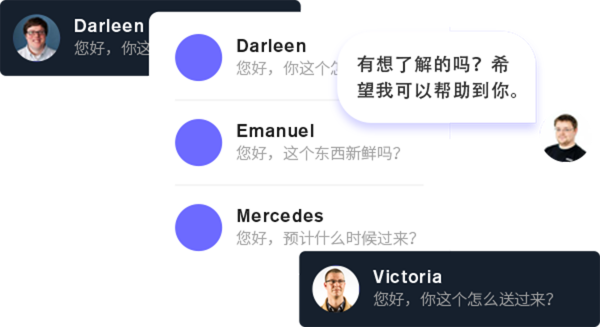 Darleen
您好，你这
Darleen
您好，你这个怎
有想了解的吗？希
望我可以帮助到你。
Emanuel
您好，这个东西新鲜吗？
Mercedes
您好，预计什么时候过来？
Victoria
您好，你这个怎么送过来？